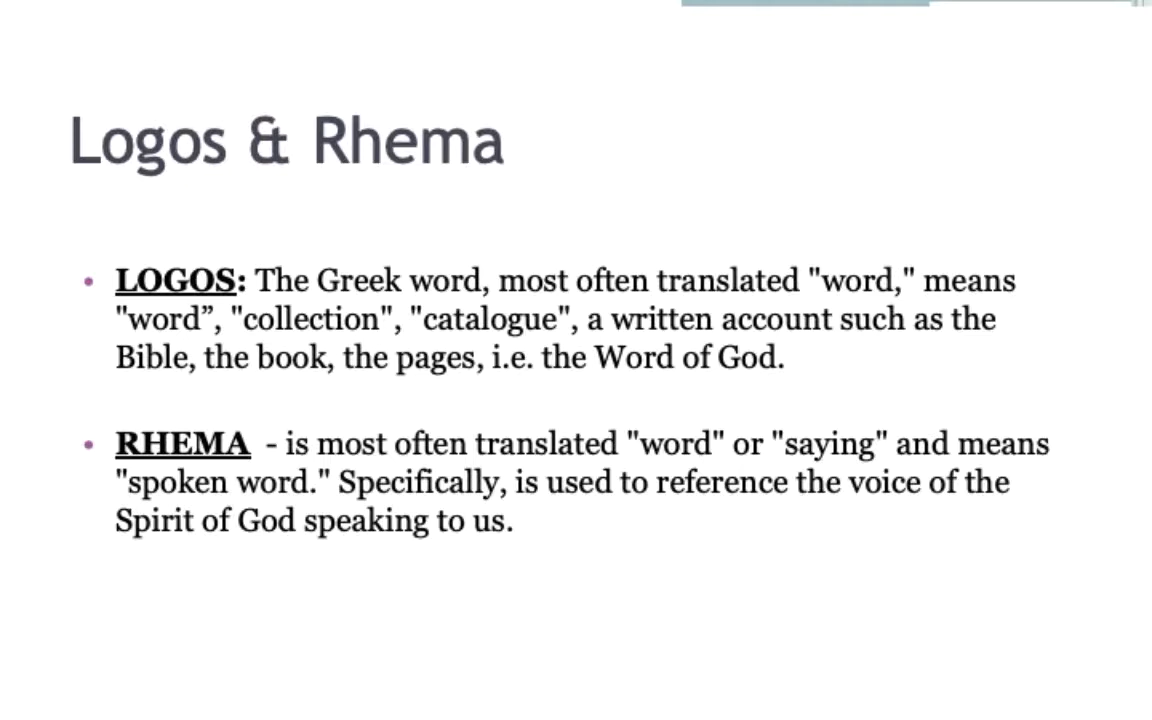 Logos & Rhema
• LOGOS: The Greek word, most often translated "word," means
"word”, "collection", "catalogue", a written account such as the
Bible, the book, the pages, i.e. the Word of God.
• RHEMA - is most often translated "word" or "saying" and means
"spoken word." Specifically, is used to reference the voice of the
Spirit of God speaking to us.